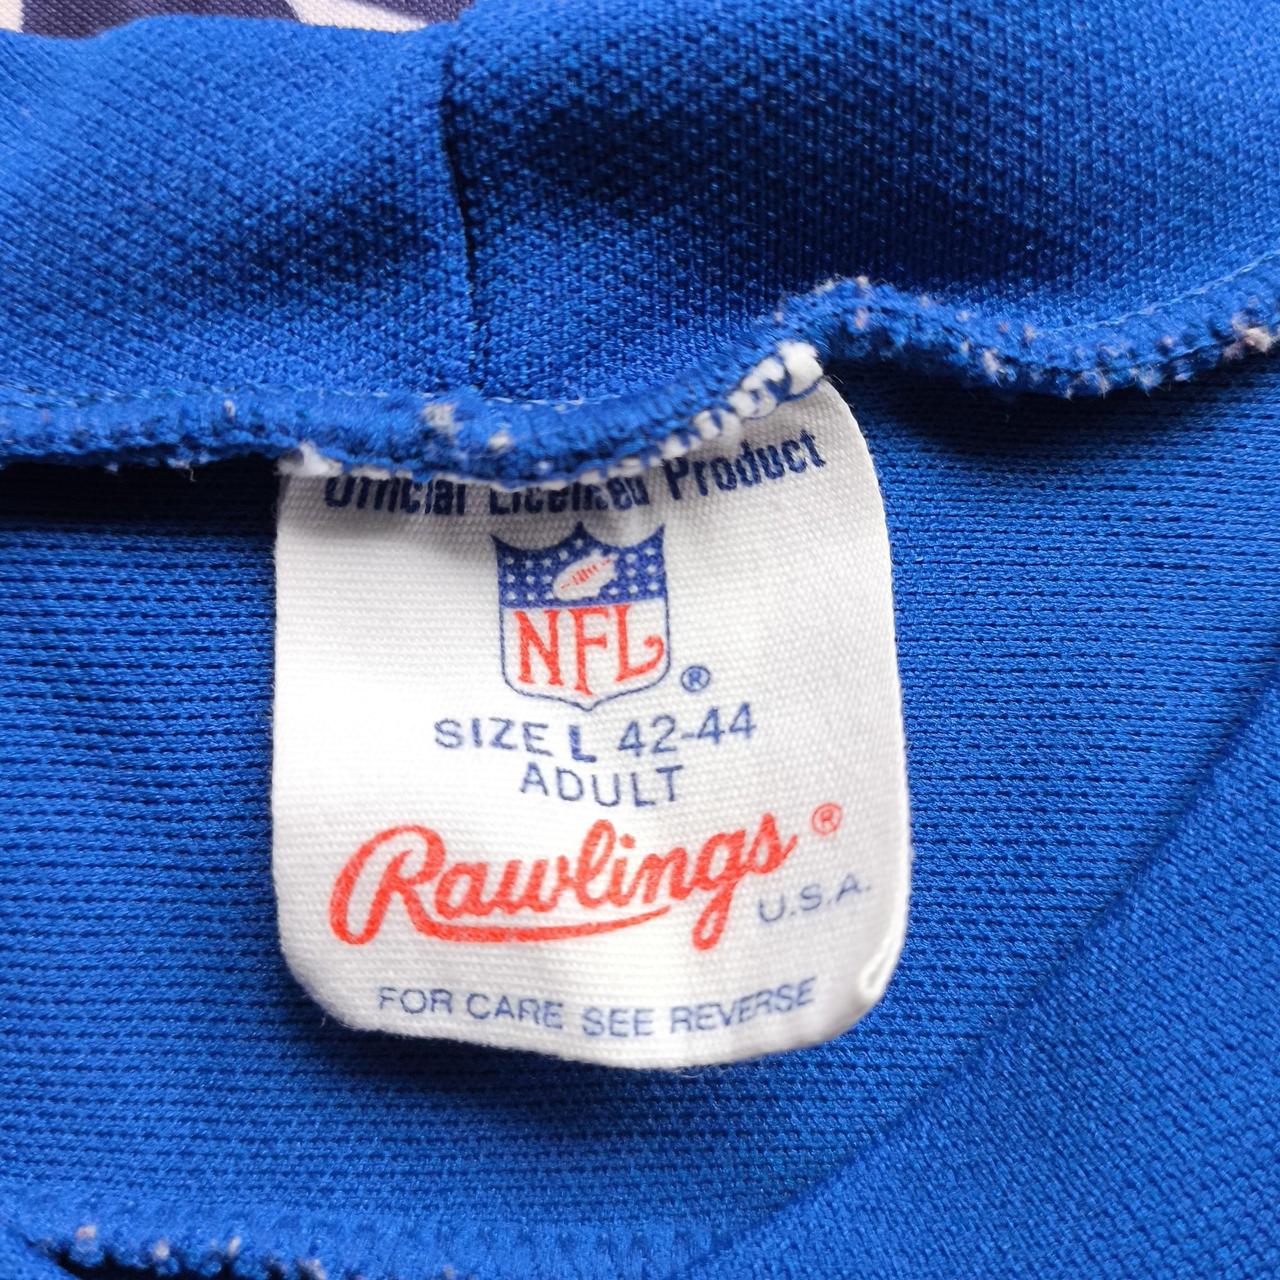 Official Licensed Product
NFL ®
SIZE L 42-44
ADULT
Rawlings ®
U.S.A.
FOR CARE SEE REVERSE